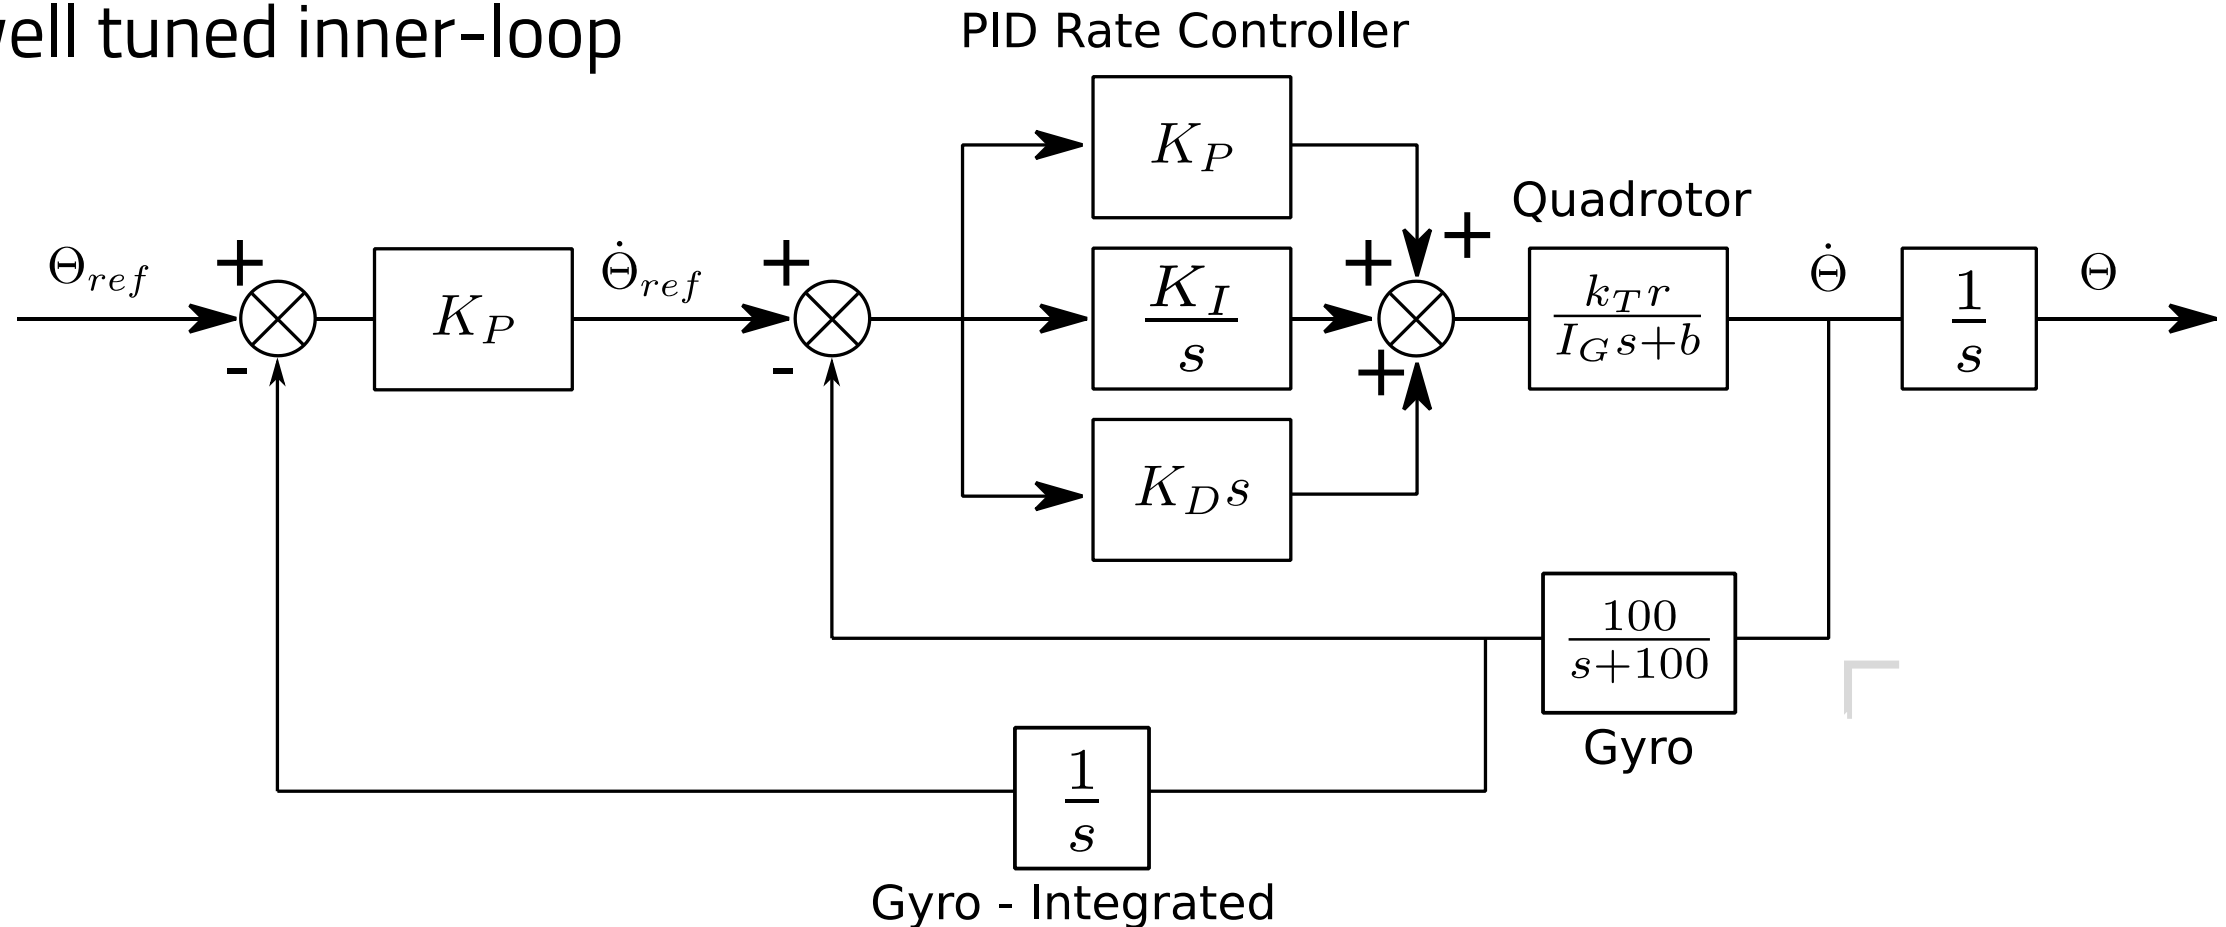 well tuned inner-loop
PID Rate Controller
K_P
Quadrotor
Θ_ref
+
-
K_P
Θ̇_ref
+
-
K_I
s
+
+
+
k_T r
I_G s+b
Θ̇
1
s
Θ
K_D s
100
s+100
Gyro
1
s
Gyro - Integrated